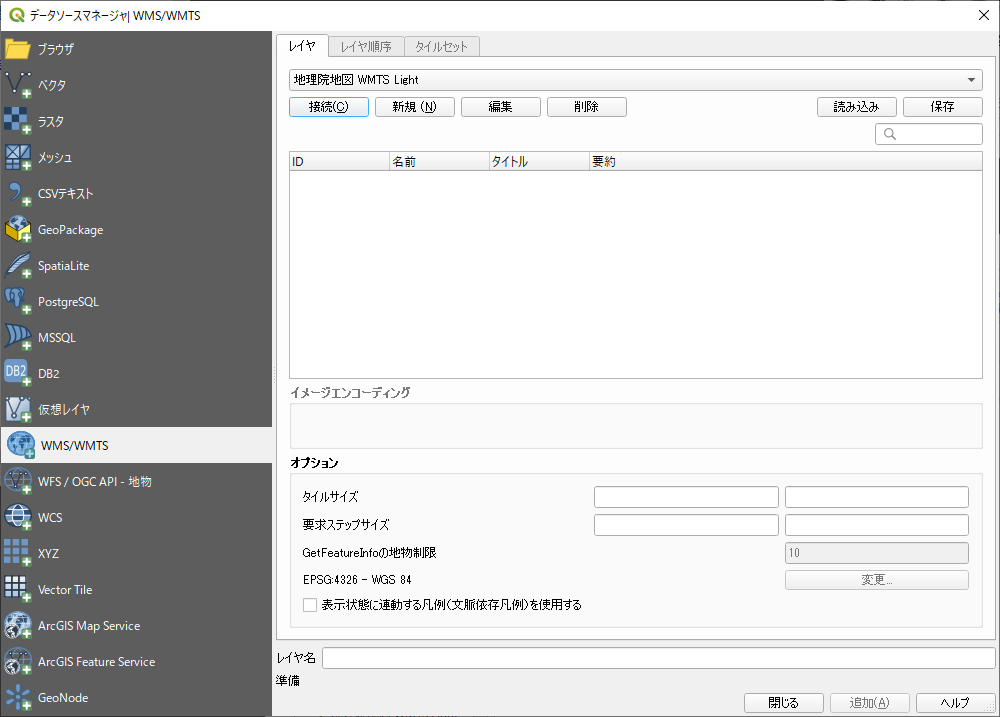 データソースマネージャ| WMS/WMTS
ブラウザ
ベクタ
ラスタ
メッシュ
CSVテキスト
GeoPackage
SpatiaLite
PostgreSQL
MSSQL
DB2
DB2
仮想レイヤ
WMS/WMTS
WFS / OGC API - 地物
WCS
XYZ
Vector Tile
ArcGIS Map Service
ArcGIS Feature Service
GeoNode
レイヤ レイヤ順序 タイルセット
地理院地図 WMTS Light
接続(C) 新規 (N) 編集 削除 読み込み 保存
ID 名前 タイトル 要約
イメージエンコーディング
オプション
タイルサイズ
要求ステップサイズ
GetFeatureInfoの地物制限 10
EPSG:4326 - WGS 84 変更...
表示状態に連動する凡例(文脈依存凡例)を使用する
レイヤ名
準備
閉じる 追加(A) ヘルプ